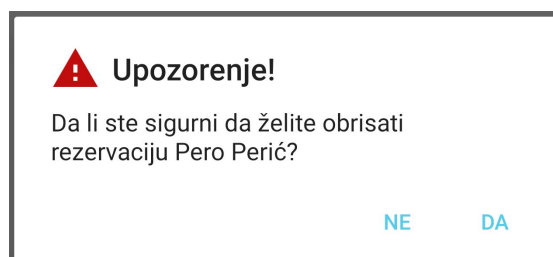 Upozorenje!
Da li ste sigurni da želite obrisati
rezervaciju Pero Perić?
NE DA